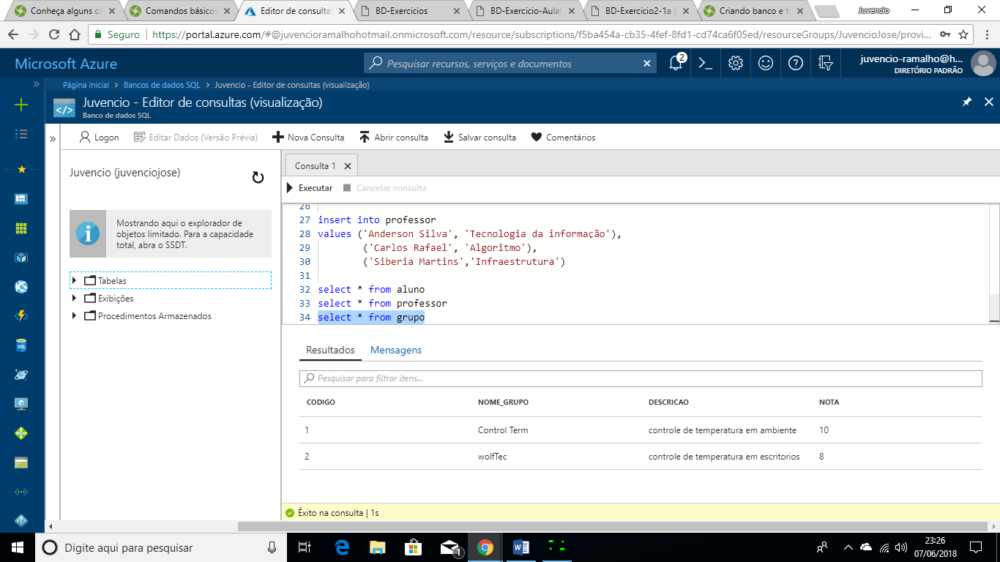 Conheça alguns co
Comandos básicos
Editor de consultas
BD-Exercicios
BD-Exercicio-Aula
BD-Exercicio2-1a p
Criando banco e ta
Juvencio
Seguro
https://portal.azure.com/#@juvencioramalhohotmail.onmicrosoft.com/resource/subscriptions/f5ba454a-cb35-4fef-8fd1-cd74ca6f05ed/resourceGroups/JuvencioJose/provi...
Microsoft Azure
Pesquisar recursos, serviços e documentos
2
juvencio-ramalho@h...
DIRETÓRIO PADRÃO
Página inicial > Bancos de dados SQL > Juvencio - Editor de consultas (visualização)
Juvencio - Editor de consultas (visualização)
Banco de dados SQL
Logon
Editar Dados (Versão Prévia)
Nova Consulta
Abrir consulta
Salvar consulta
Comentários
Juvencio (juvenciojose)
Mostrando aqui o explorador de
objetos limitado. Para a capacidade
total, abra o SSDT.
Tabelas
Exibições
Procedimentos Armazenados
SQL
Consulta 1
Executar
Cancelar consulta
26
27 insert into professor
28 values ('Anderson Silva', 'Tecnologia da informação'),
29 ('Carlos Rafael', 'Algoritmo'),
30 ('Siberia Martins','Infraestrutura')
31
32 select * from aluno
33 select * from professor
34 select * from grupo
Resultados
Mensagens
Pesquisar para filtrar itens...
CODIGO NOME_GRUPO DESCRICAO NOTA
1 Control Term controle de temperatura em ambiente 10
2 wolfTec controle de temperatura em escritorios 8
Êxito na consulta | 1s
Digite aqui para pesquisar
1
23:26
07/06/2018